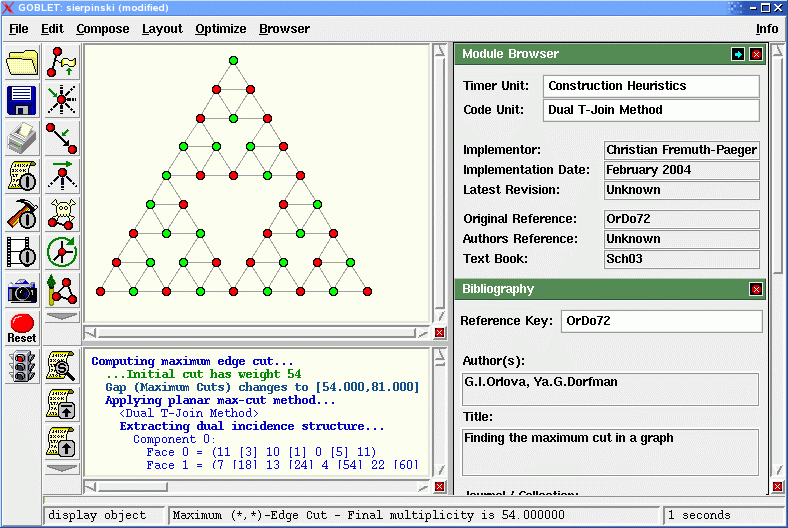 GOBLET: sierpinski (modified)
File Edit Compose Layout Optimize Browser Info
Reset
Computing maximum edge cut...
...Initial cut has weight 54
Gap (Maximum Cuts) changes to [54.000,81.000]
Applying planar max-cut method...
<Dual T-Join Method>
Extracting dual incidence structure...
Component 0:
Face 0 = (11 [3] 10 [1] 0 [5] 11)
Face 1 = (7 [18] 13 [24] 4 [54] 22 [60]
Module Browser
Timer Unit: Construction Heuristics
Code Unit: Dual T-Join Method
Implementor: Christian Fremuth-Paeger
Implementation Date: February 2004
Latest Revision: Unknown
Original Reference: OrDo72
Authors Reference: Unknown
Text Book: Sch03
Bibliography
Reference Key: OrDo72
Author(s):
G.I.Orlova, Ya.G.Dorfman
Title:
Finding the maximum cut in a graph
Journal / Collection:
display object Maximum (*,*)-Edge Cut - Final multiplicity is 54.000000 1 seconds